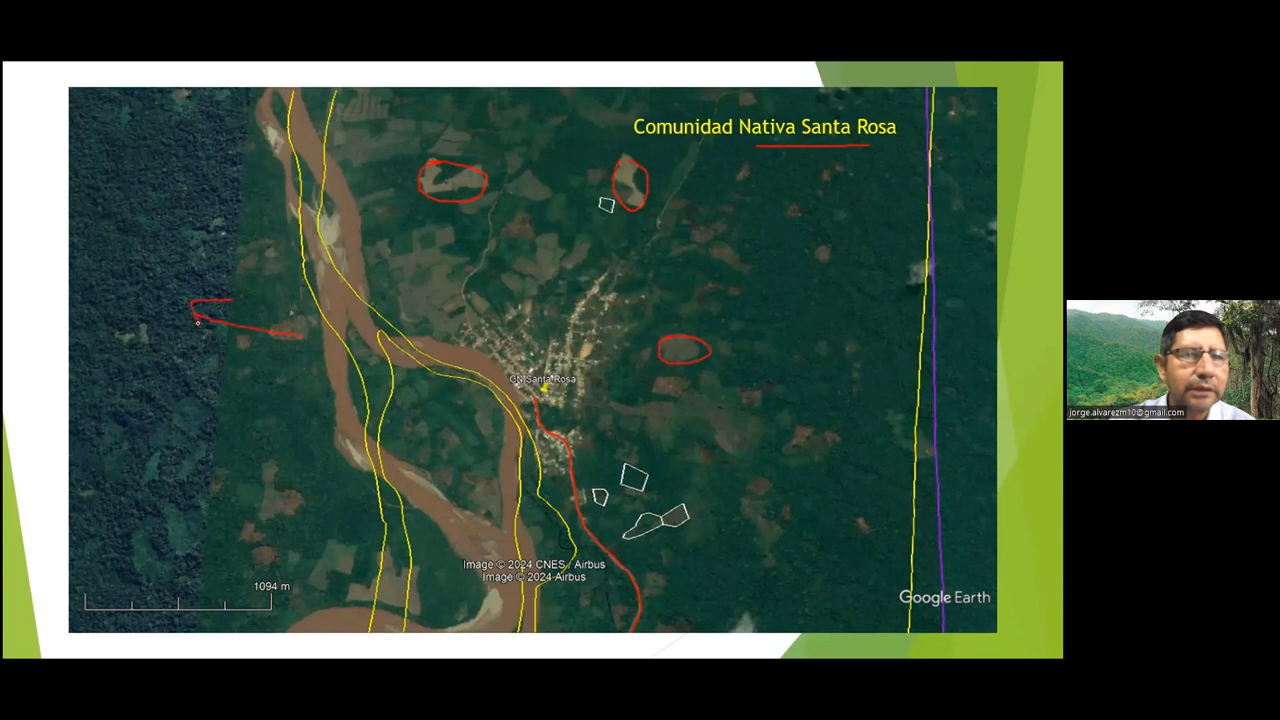 Comunidad Nativa Santa Rosa
CN Santa Rosa
Image © 2024 CNES / Airbus
Image © 2024 Airbus
1094 m
Google Earth
jorge.alvarezm10@gmail.com